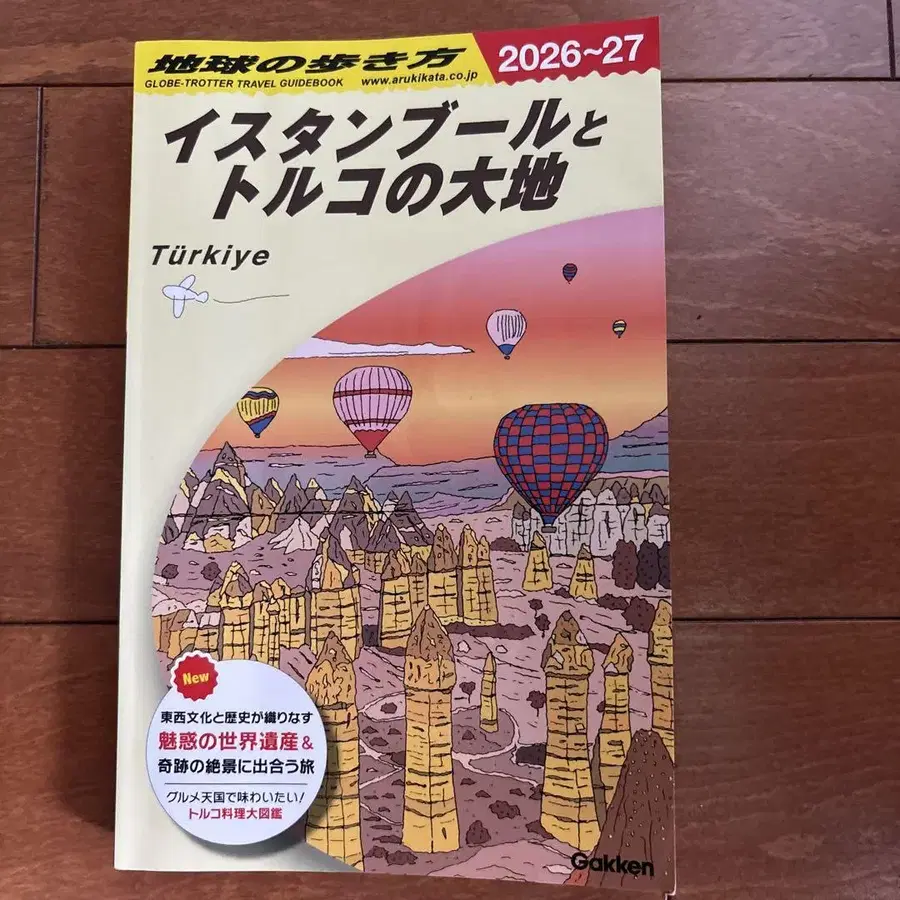 地球の歩き方
GLOBE-TROTTER TRAVEL GUIDEBOOK
www.arukikata.co.jp
2026~27
イスタンブールと
トルコの大地
Türkiye
New
東西文化と歴史が織りなす
魅惑の世界遺産&
奇跡の絶景に出合う旅
グルメ天国で味わいたい!
トルコ料理大図鑑
Gakken